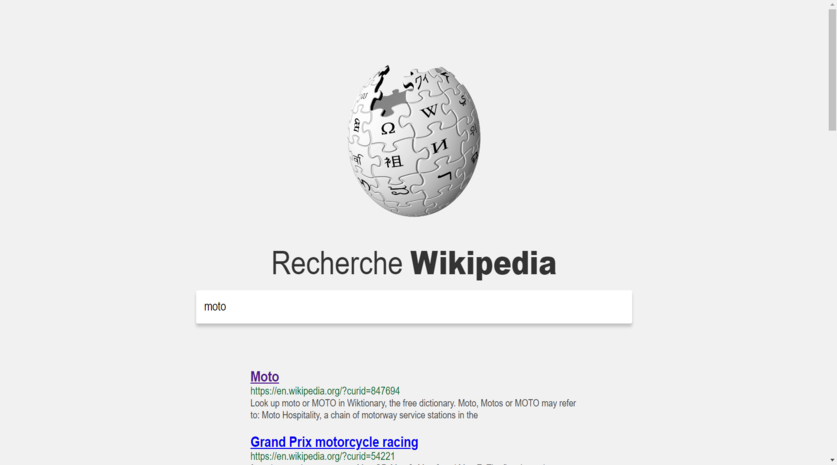 Ω W И 祖
Recherche Wikipedia
moto
Moto
https://en.wikipedia.org/?curid=847694
Look up moto or MOTO in Wiktionary, the free dictionary. Moto, Motos or MOTO may refer
to: Moto Hospitality, a chain of motorway service stations in the
Grand Prix motorcycle racing
https://en.wikipedia.org/?curid=54221